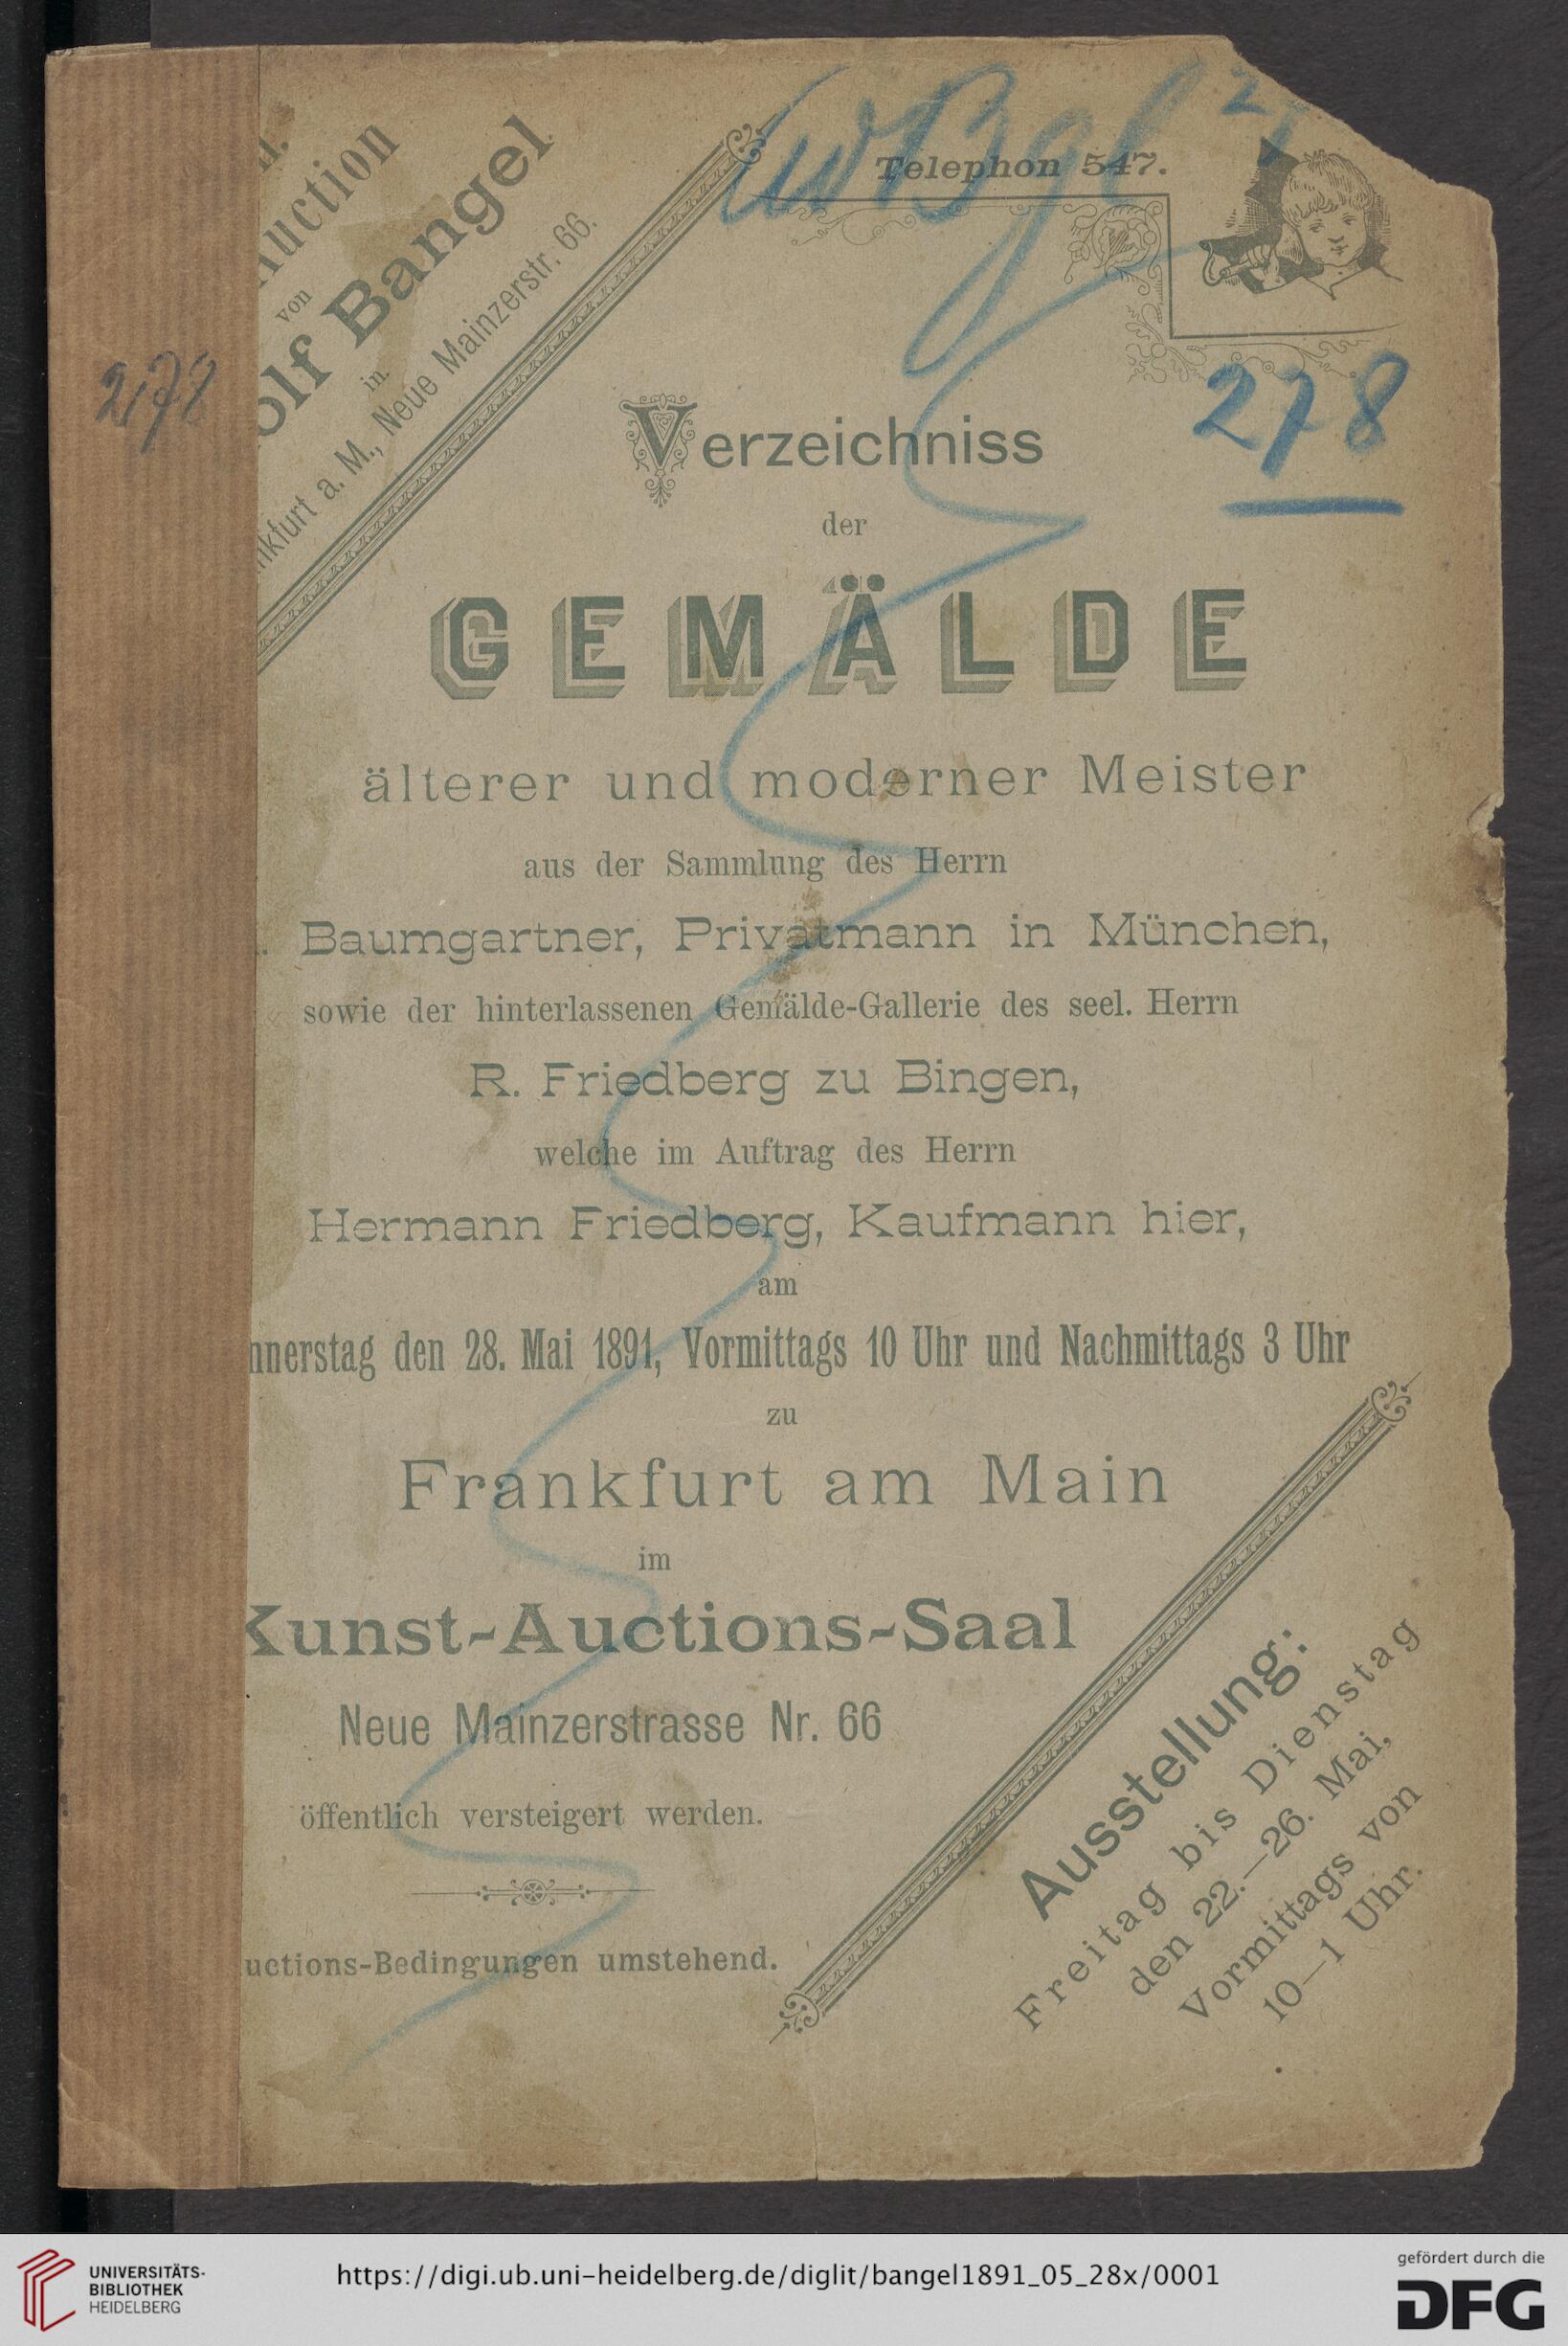 uction
von
olf Bangel
in
nkfurt a. M., Neue Mainzerstr. 66.
Telephon 547.
278
278
Verzeichniss
der
GEMÄLDE
älterer und moderner Meister
aus der Sammlung des Herrn
. Baumgartner, Privatmann in München,
sowie der hinterlassenen Gemälde-Gallerie des seel. Herrn
R. Friedberg zu Bingen,
welche im Auftrag des Herrn
Hermann Friedberg, Kaufmann hier,
am
nnerstag den 28. Mai 1891, Vormittags 10 Uhr und Nachmittags 3 Uhr
zu
Frankfurt am Main
im
Kunst-Auctions-Saal
Neue Mainzerstrasse Nr. 66
öffentlich versteigert werden.
uctions-Bedingungen umstehend.
Ausstellung:
Freitag bis Dienstag
den 22.—26. Mai,
Vormittags von
10—1 Uhr.
UNIVERSITÄTS-
BIBLIOTHEK
HEIDELBERG
https://digi.ub.uni-heidelberg.de/diglit/bangel1891_05_28x/0001
gefördert durch die
DFG